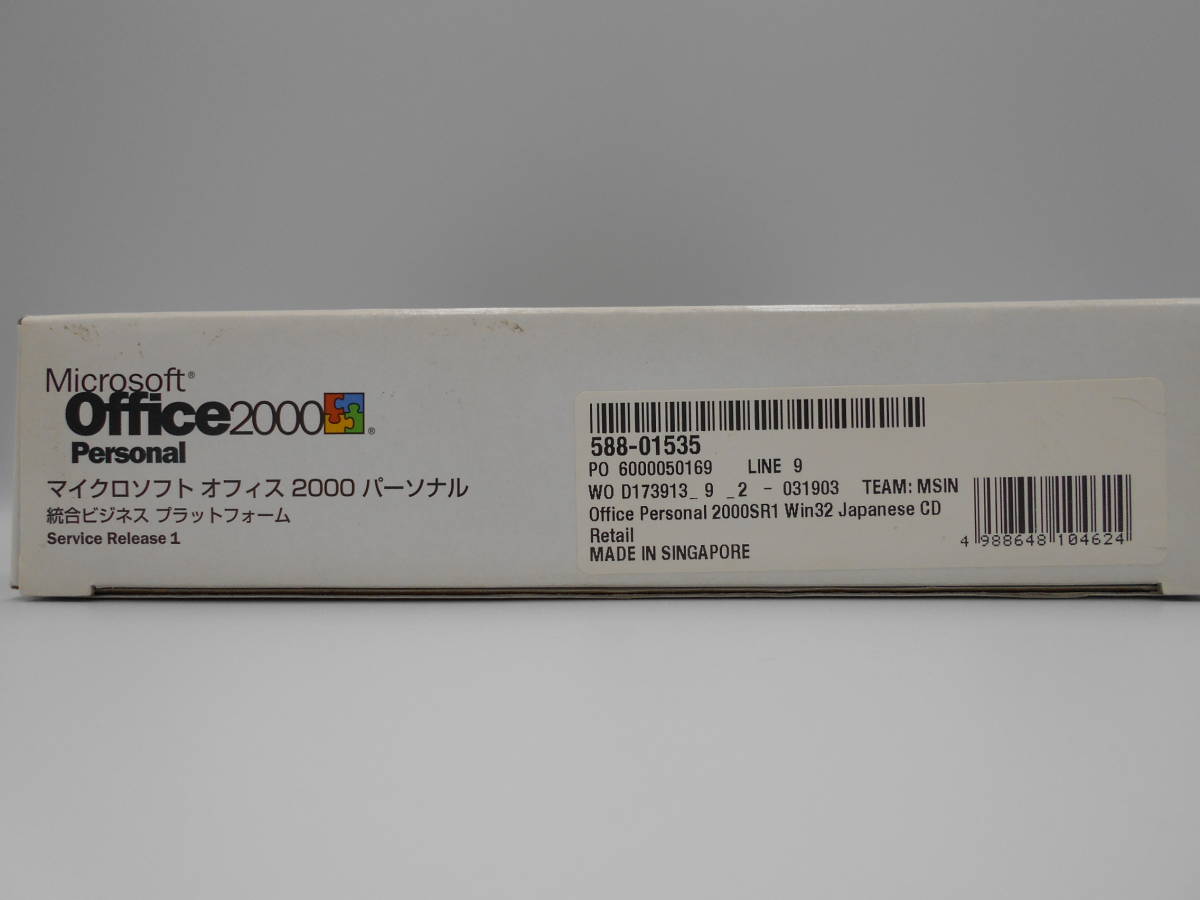 Microsoft®
Office2000®
Personal
マイクロソフト オフィス 2000 パーソナル
統合ビジネス プラットフォーム
Service Release 1
588-01535
PO 6000050169 LINE 9
WO D173913_ 9 _2 - 031903 TEAM: MSIN
Office Personal 2000SR1 Win32 Japanese CD
Retail
MADE IN SINGAPORE
4 988648 104624